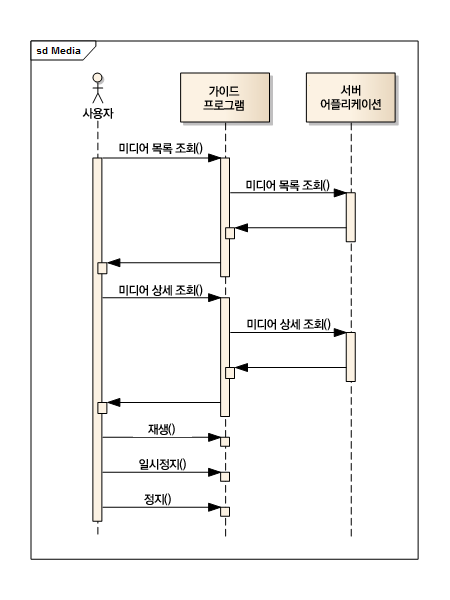 sd Media
사용자
가이드
프로그램
서버
어플리케이션
미디어 목록 조회()
미디어 목록 조회()
미디어 상세 조회()
미디어 상세 조회()
재생()
일시정지()
정지()